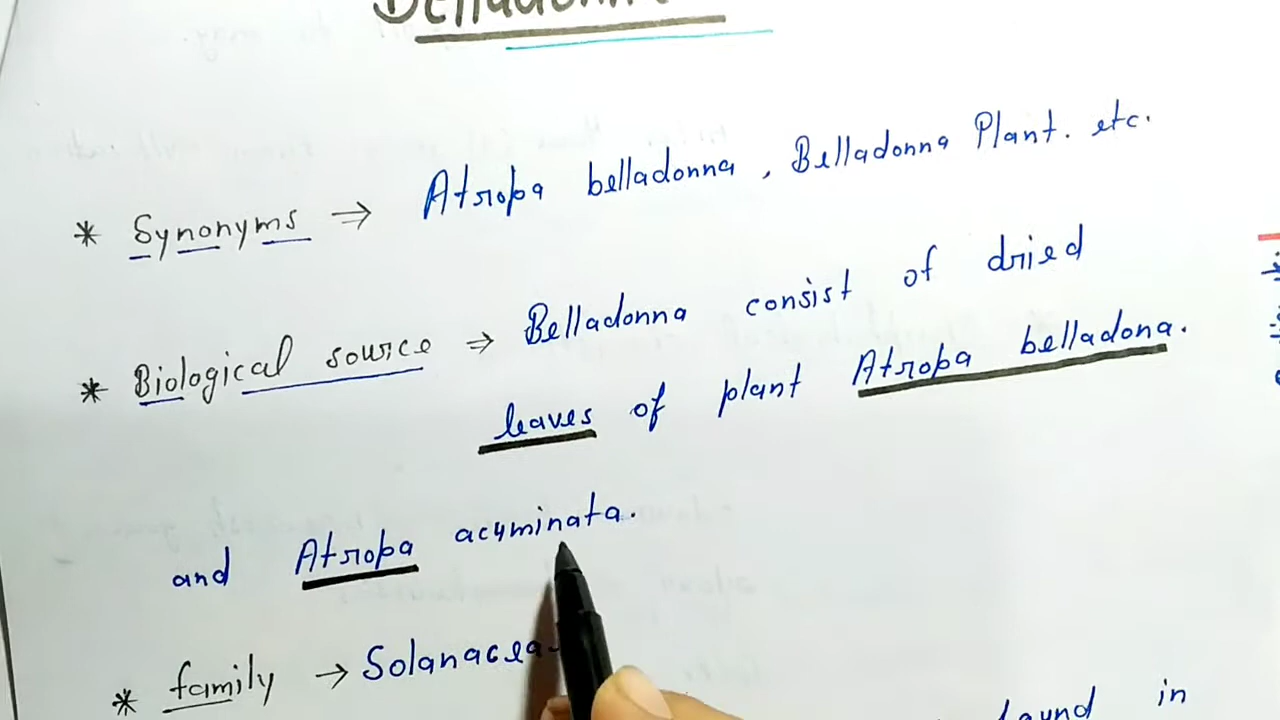 * Synonyms ⇒ Atropa belladonna, Belladonna Plant. etc.
* Biological source ⇒ Belladonna consist of dried
leaves of plant Atropa belladona.
and Atropa acuminata.
* family → Solanacea
found in